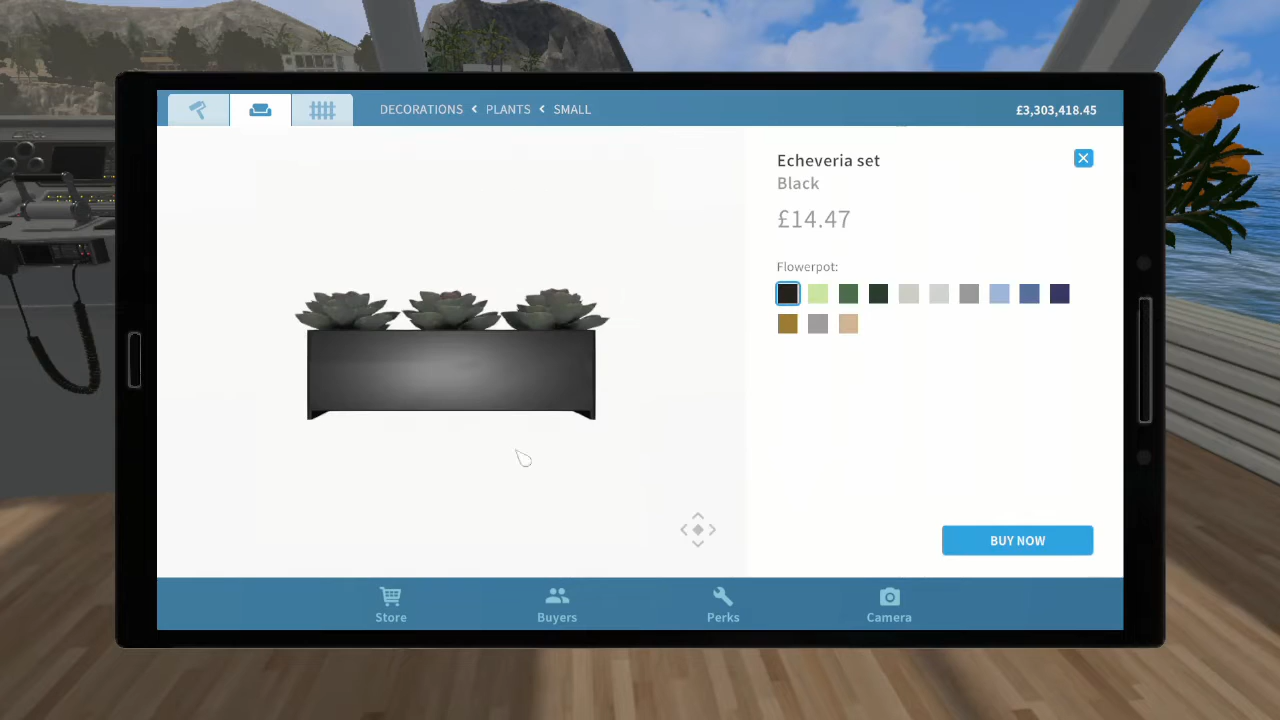 DECORATIONS < PLANTS < SMALL
£3,303,418.45
Echeveria set
Black
£14.47
Flowerpot:
BUY NOW
Store
Buyers
Perks
Camera